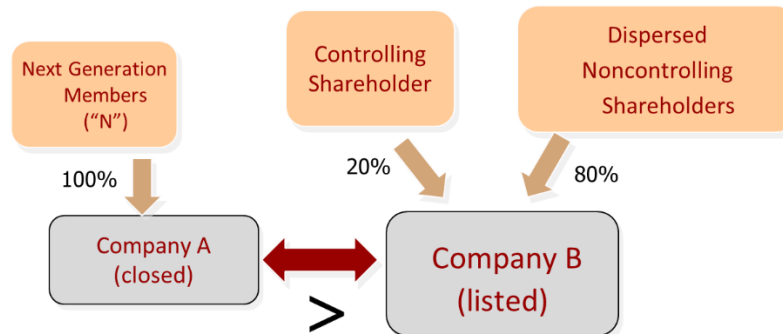 Next Generation
Members
("N")
Controlling
Shareholder
Dispersed
Noncontrolling
Shareholders
100%
20%
80%
Company A
(closed)
>
Company B
(listed)